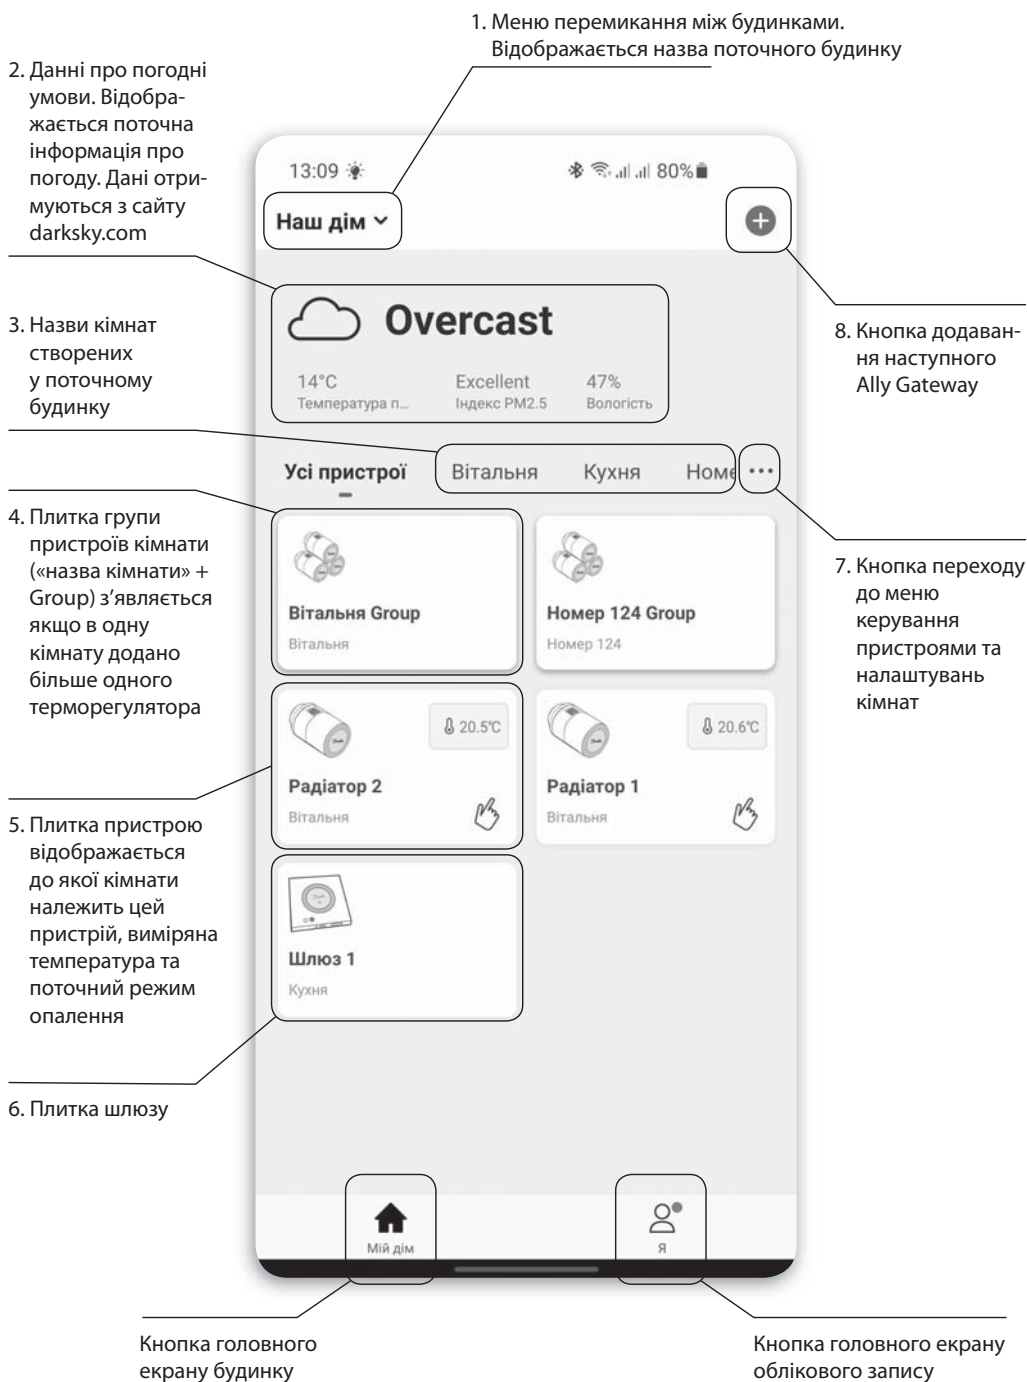 1. Меню перемикання між будинками.
Відображається назва поточного будинку
2. Данні про погодні
умови. Відобра-
жається поточна
інформація про
погоду. Дані отри-
муються з сайту
darksky.com
3. Назви кімнат
створених
у поточному
будинку
4. Плитка групи
пристроїв кімнати
(«назва кімнати» +
Group) з’являється
якщо в одну
кімнату додано
більше одного
терморегулятора
5. Плитка пристрою
відображається
до якої кімнати
належить цей
пристрій, виміряна
температура та
поточний режим
опалення
6. Плитка шлюзу
13:09
80%
Наш дім
Overcast
14°C Excellent 47%
Температура п... Індекс PM2.5 Вологість
Усі пристрої Вітальня Кухня Номе ...
Вітальня Group
Вітальня
Номер 124 Group
Номер 124
20.5°C
Радіатор 2
Вітальня
20.6°C
Радіатор 1
Вітальня
Шлюз 1
Кухня
Мій дім
Я
8. Кнопка додаван-
ня наступного
Ally Gateway
7. Кнопка переходу
до меню
керування
пристроями та
налаштувань
кімнат
Кнопка головного
екрану будинку
Кнопка головного екрану
облікового запису